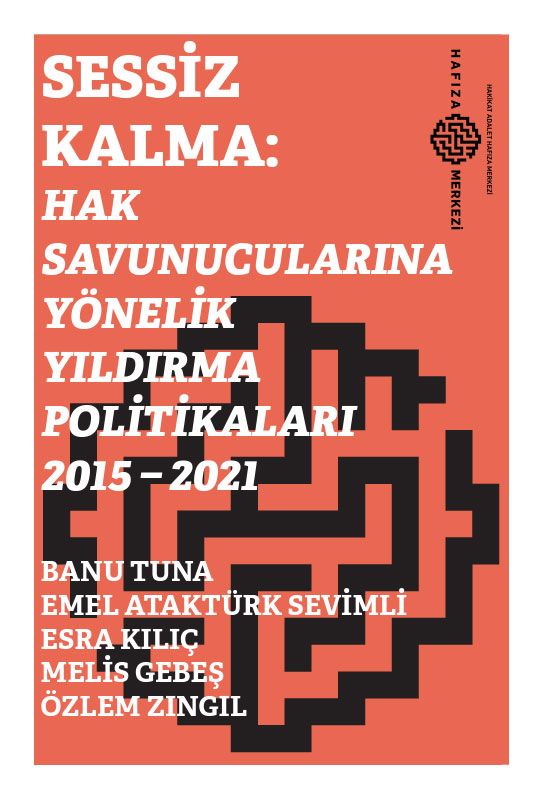 SESSİZ
KALMA:
HAK
SAVUNUCULARINA
YÖNELİK
YILDIRMA
POLİTİKALARI
2015 – 2021
BANU TUNA
EMEL ATAKTÜRK SEVİMLİ
ESRA KILIÇ
MELİS GEBEŞ
ÖZLEM ZINGIL
HAFIZA MERKEZİ
HAKİKAT ADALET HAFIZA MERKEZİ